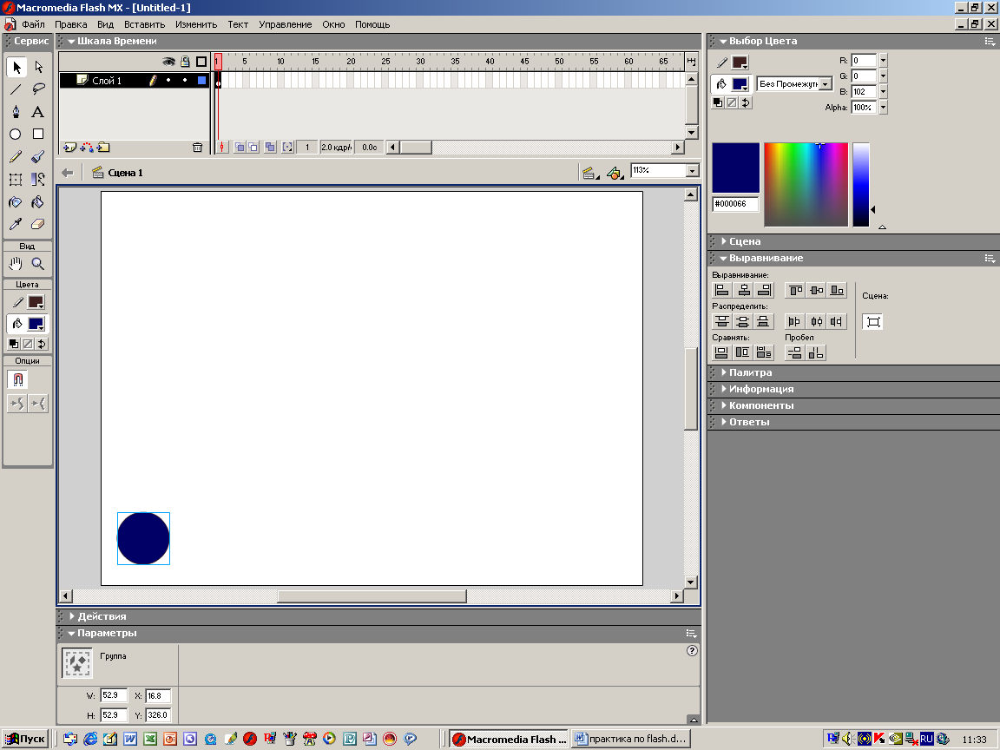 Macromedia Flash MX - [Untitled-1]
Файл Правка Вид Вставить Изменить Тект Управление Окно Помощь
Сервис
Шкала Времени
1 5 10 15 20 25 30 35 40 45 50 55 60 65
Слой 1
1 2.0 кдр/ 0.0с
Сцена 1
113%
Вид
Цвета
Опции
Выбор Цвета
R: 0
Без Промежутк
G: 0
B: 102
Alpha: 100%
#000066
Сцена
Выравнивание
Выравнивание:
Сцена:
Распределить:
Сравнять: Пробел
Палитра
Информация
Компоненты
Ответы
Действия
Параметры
Группа
W: 52.9 X: 16.8
H: 52.9 Y: 326.0
Пуск
Macromedia Flash ...
практика по flash.d...
RU
11:33